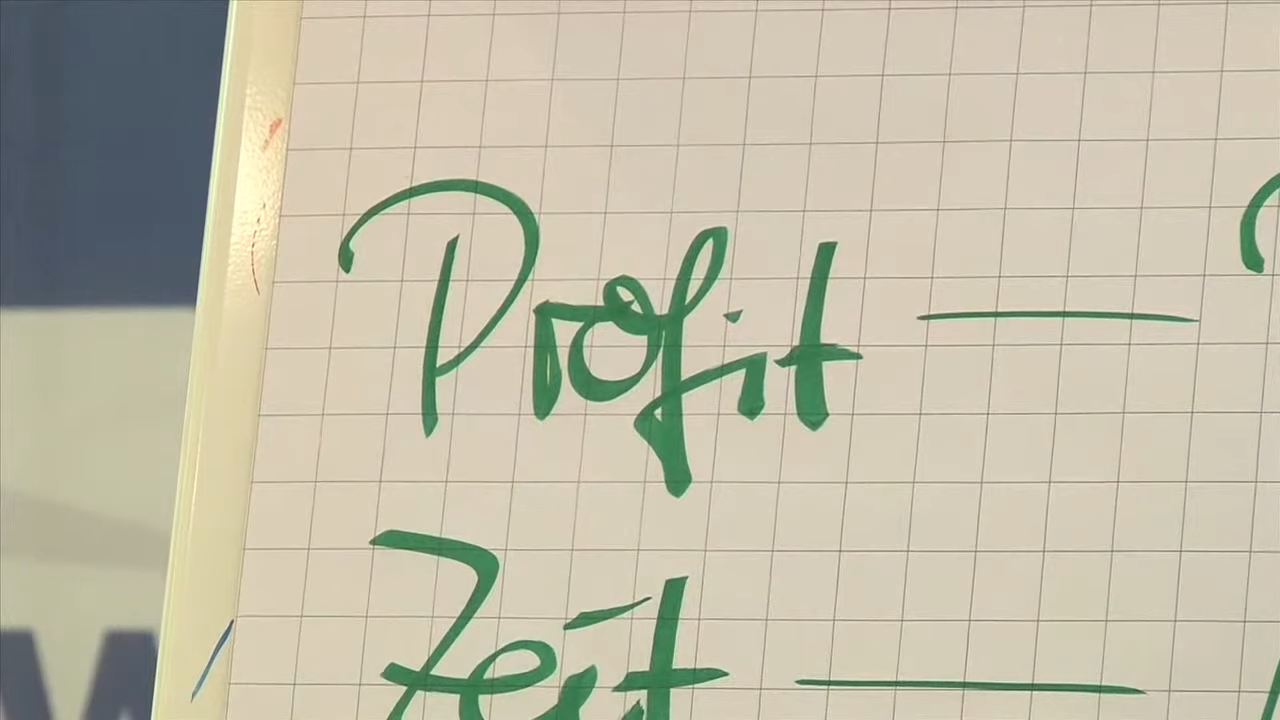 Profit —
Zeit —